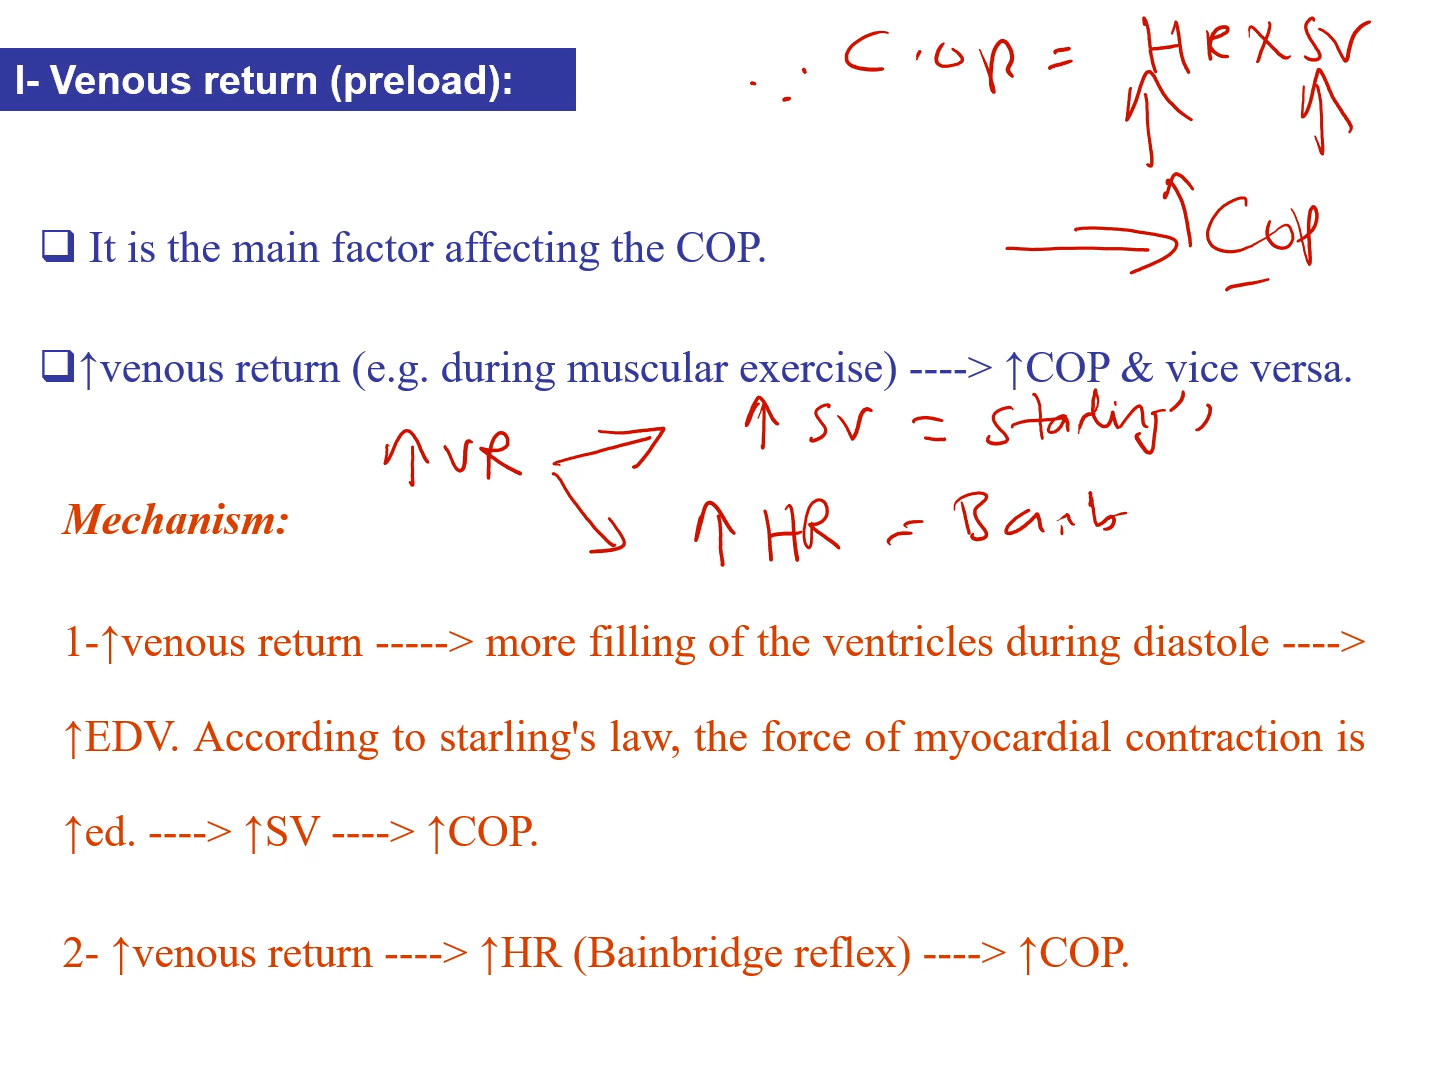 ∵ C.OP = HR X SV
I- Venous return (preload):
↑ ↑
❑ It is the main factor affecting the COP.
→ ↑ COP
❑↑venous return (e.g. during muscular exercise) ----> ↑COP & vice versa.
↑ VR
↑ SV = Starling's
↑ HR = Bainb
Mechanism:
1-↑venous return -----> more filling of the ventricles during diastole ---->
↑EDV. According to starling's law, the force of myocardial contraction is
↑ed. ----> ↑SV ----> ↑COP.
2- ↑venous return ----> ↑HR (Bainbridge reflex) ----> ↑COP.